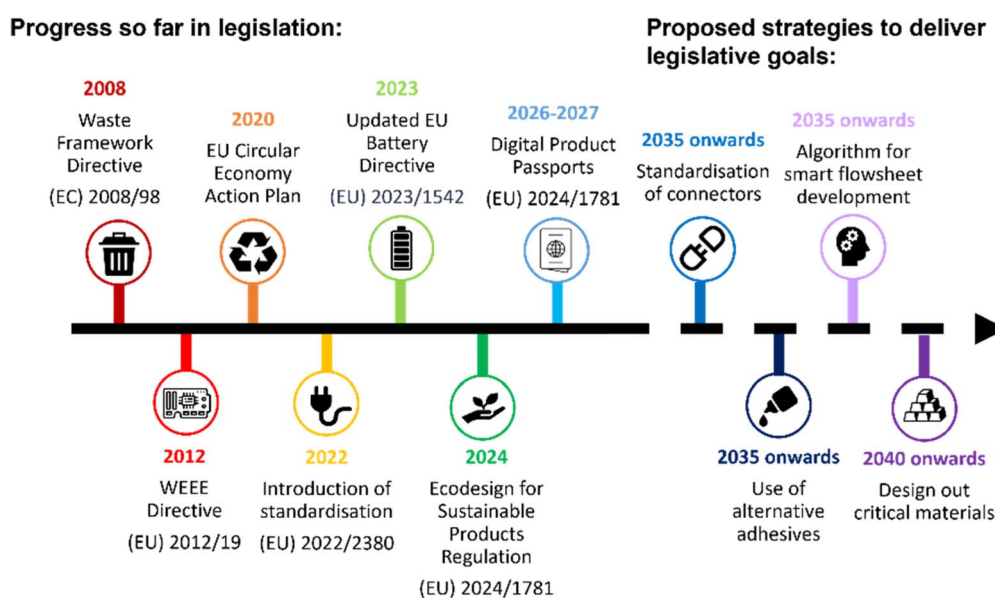 Progress so far in legislation:
Proposed strategies to deliver
legislative goals:
2008
Waste
Framework
Directive
(EC) 2008/98
2020
EU Circular
Economy
Action Plan
2023
Updated EU
Battery
Directive
(EU) 2023/1542
2026-2027
Digital Product
Passports
(EU) 2024/1781
2035 onwards
Standardisation
of connectors
2035 onwards
Algorithm for
smart flowsheet
development
2012
WEEE
Directive
(EU) 2012/19
2022
Introduction of
standardisation
(EU) 2022/2380
2024
Ecodesign for
Sustainable
Products
Regulation
(EU) 2024/1781
2035 onwards
Use of
alternative
adhesives
2040 onwards
Design out
critical materials